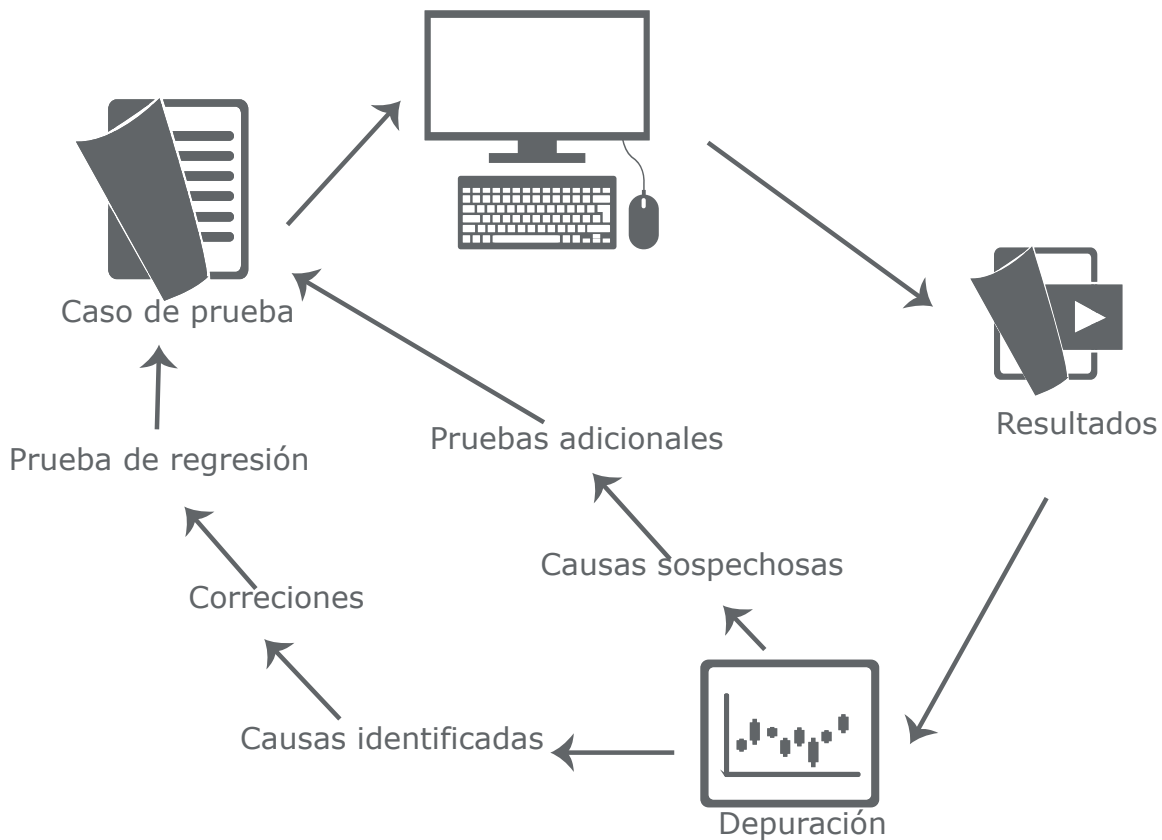 Caso de prueba
Resultados
Pruebas adicionales
Prueba de regresión
Causas sospechosas
Correciones
Causas identificadas
Depuración